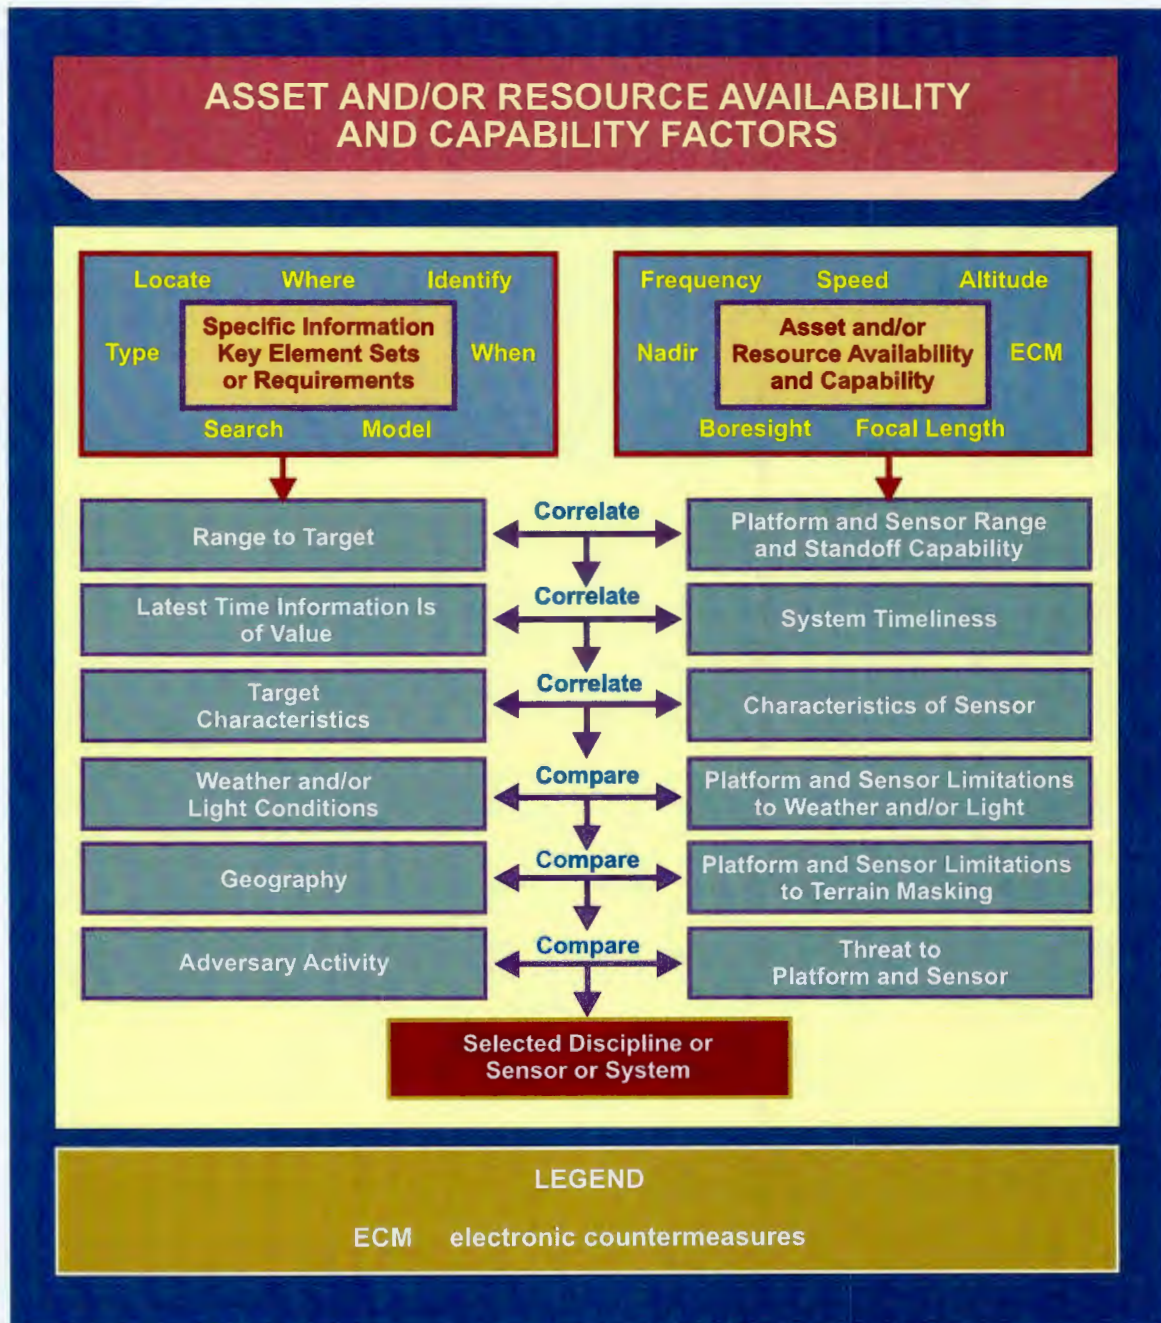 ASSET AND/OR RESOURCE AVAILABILITY
AND CAPABILITY FACTORS
Locate Where Identify
Type
Specific Information
Key Element Sets
or Requirements
When
Search Model
Frequency Speed Altitude
Nadir
Asset and/or
Resource Availability
and Capability
ECM
Boresight Focal Length
Range to Target
Correlate
Platform and Sensor Range
and Standoff Capability
Latest Time Information Is
of Value
Correlate
System Timeliness
Target
Characteristics
Correlate
Characteristics of Sensor
Weather and/or
Light Conditions
Compare
Platform and Sensor Limitations
to Weather and/or Light
Geography
Compare
Platform and Sensor Limitations
to Terrain Masking
Adversary Activity
Compare
Threat to
Platform and Sensor
Selected Discipline or
Sensor or System
LEGEND
ECM electronic countermeasures